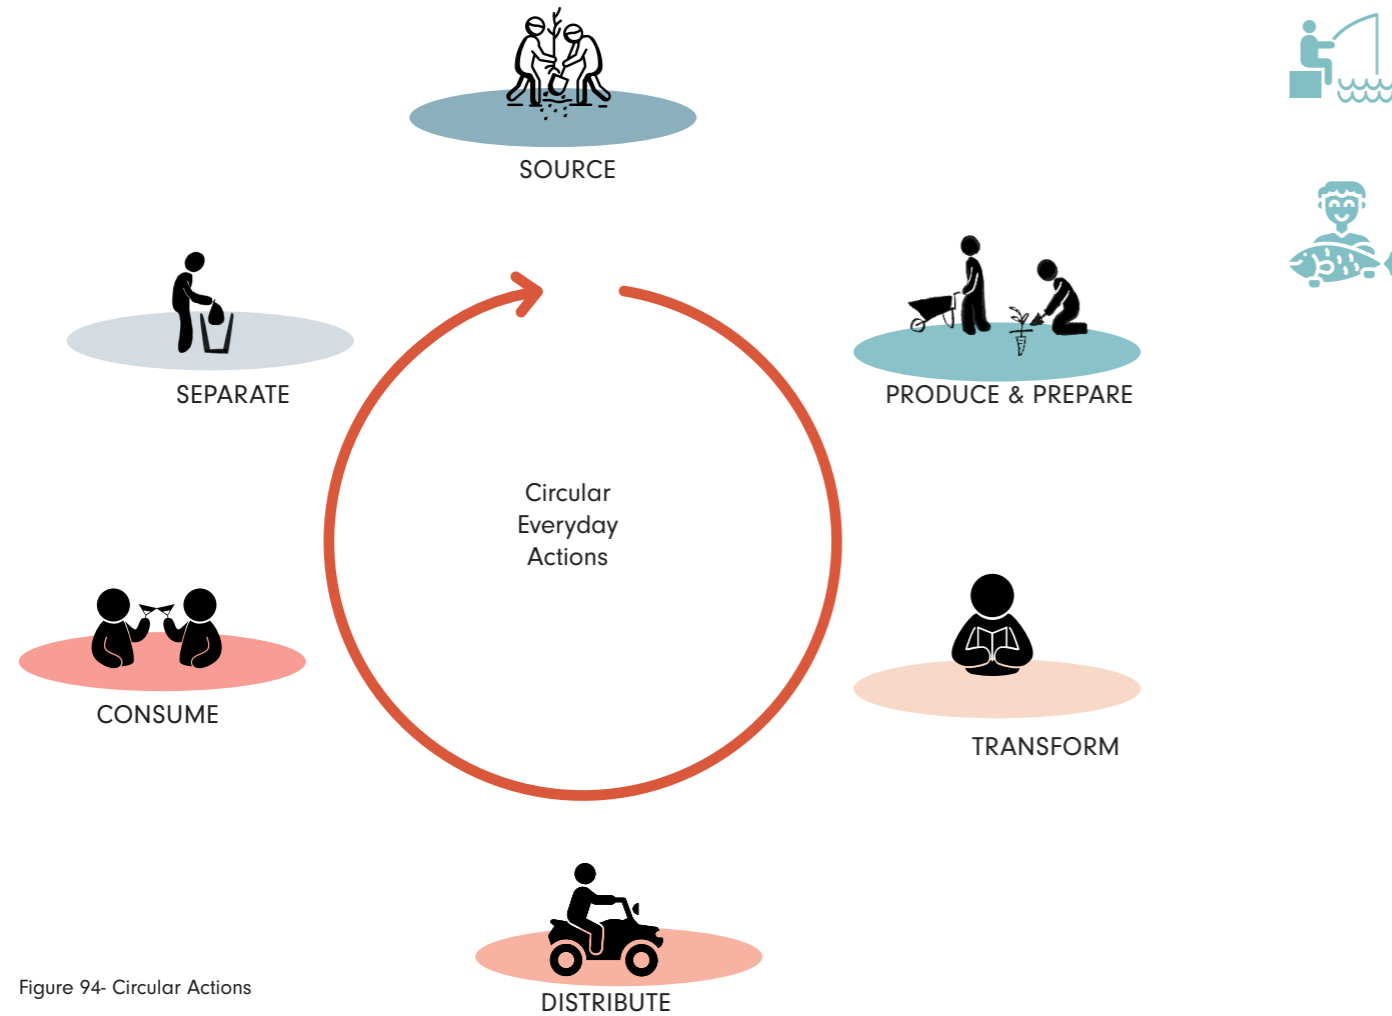 SOURCE
PRODUCE & PREPARE
TRANSFORM
DISTRIBUTE
CONSUME
SEPARATE
Circular
Everyday
Actions
Figure 94- Circular Actions